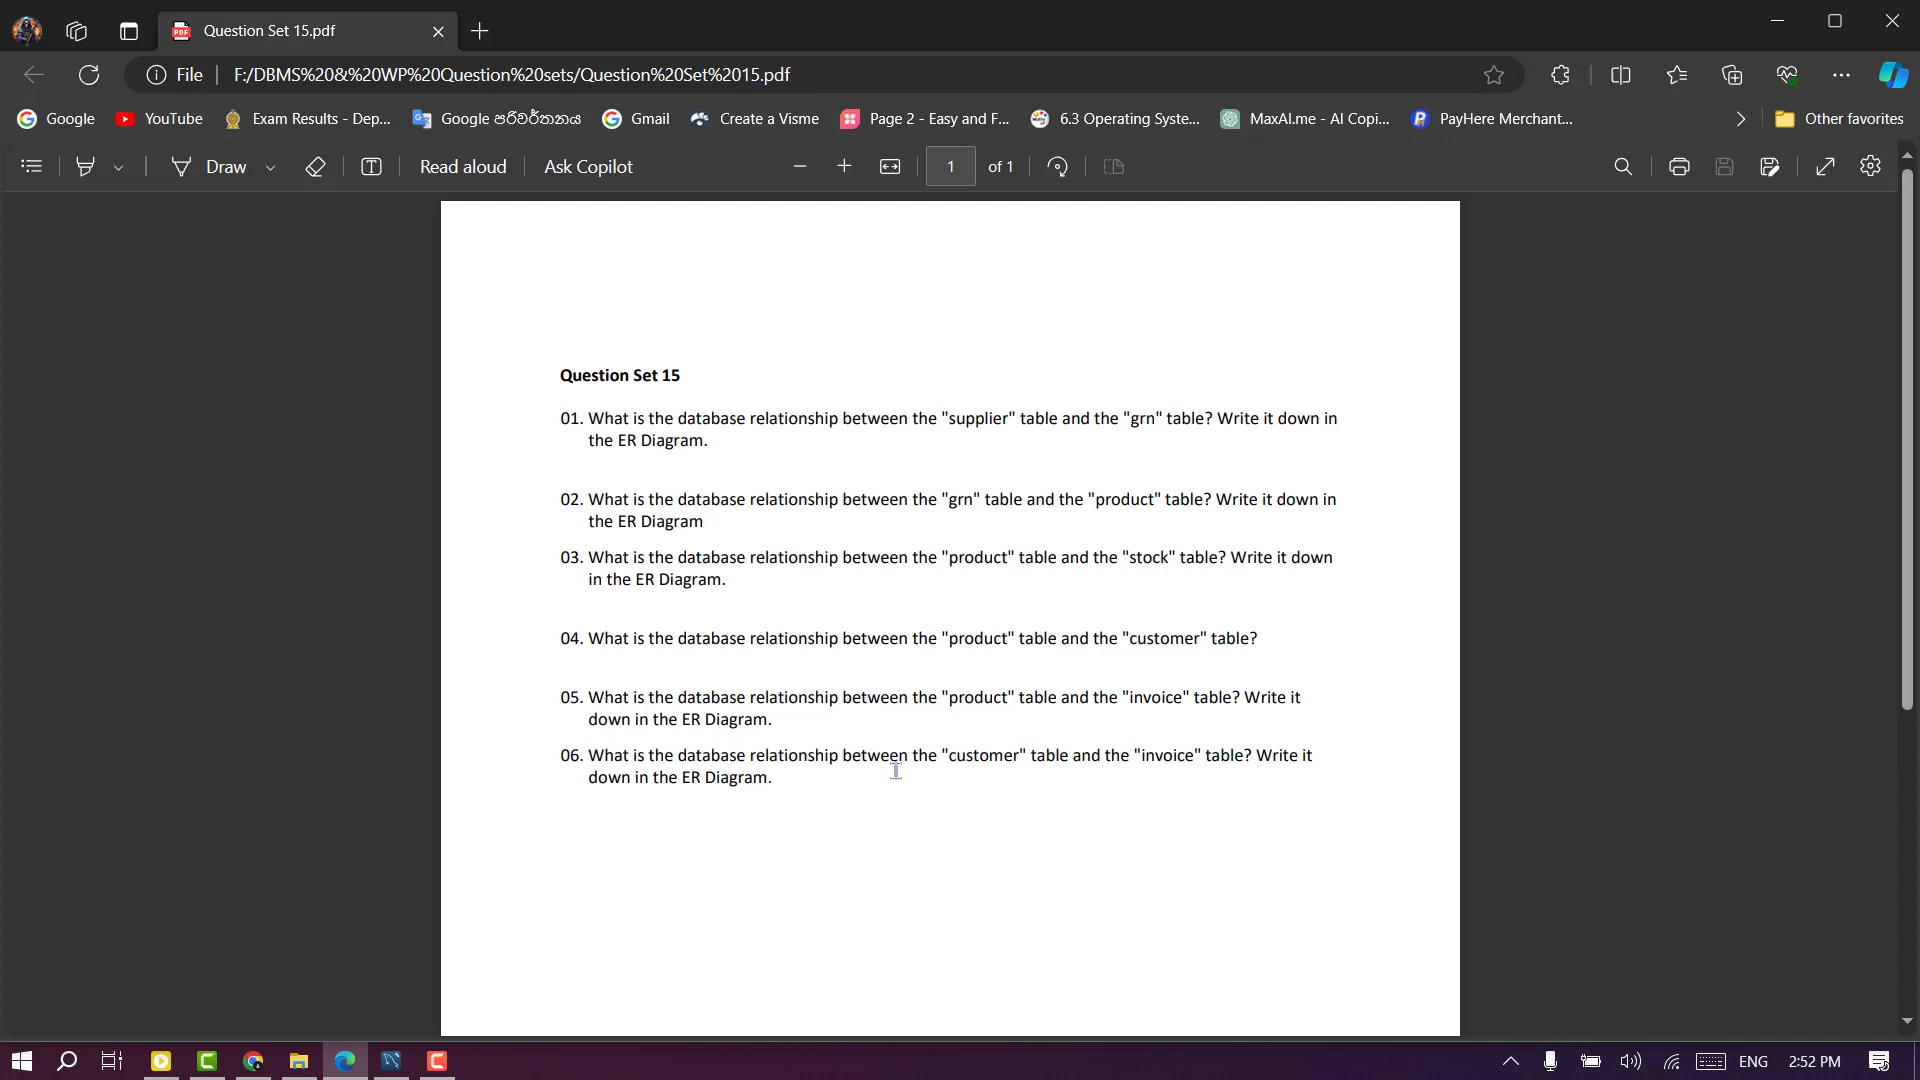 Question Set 15.pdf
File
F:/DBMS%20&%20WP%20Question%20sets/Question%20Set%2015.pdf
Google
YouTube
Exam Results - Dep...
Google පරිවර්තනය
Gmail
Create a Visme
Page 2 - Easy and F...
6.3 Operating Syste...
MaxAI.me - AI Copi...
PayHere Merchant...
Other favorites
Draw
Read aloud
Ask Copilot
1
of 1
Question Set 15
01. What is the database relationship between the "supplier" table and the "grn" table? Write it down in
the ER Diagram.
02. What is the database relationship between the "grn" table and the "product" table? Write it down in
the ER Diagram
03. What is the database relationship between the "product" table and the "stock" table? Write it down
in the ER Diagram.
04. What is the database relationship between the "product" table and the "customer" table?
05. What is the database relationship between the "product" table and the "invoice" table? Write it
down in the ER Diagram.
06. What is the database relationship between the "customer" table and the "invoice" table? Write it
down in the ER Diagram.
ENG
2:52 PM